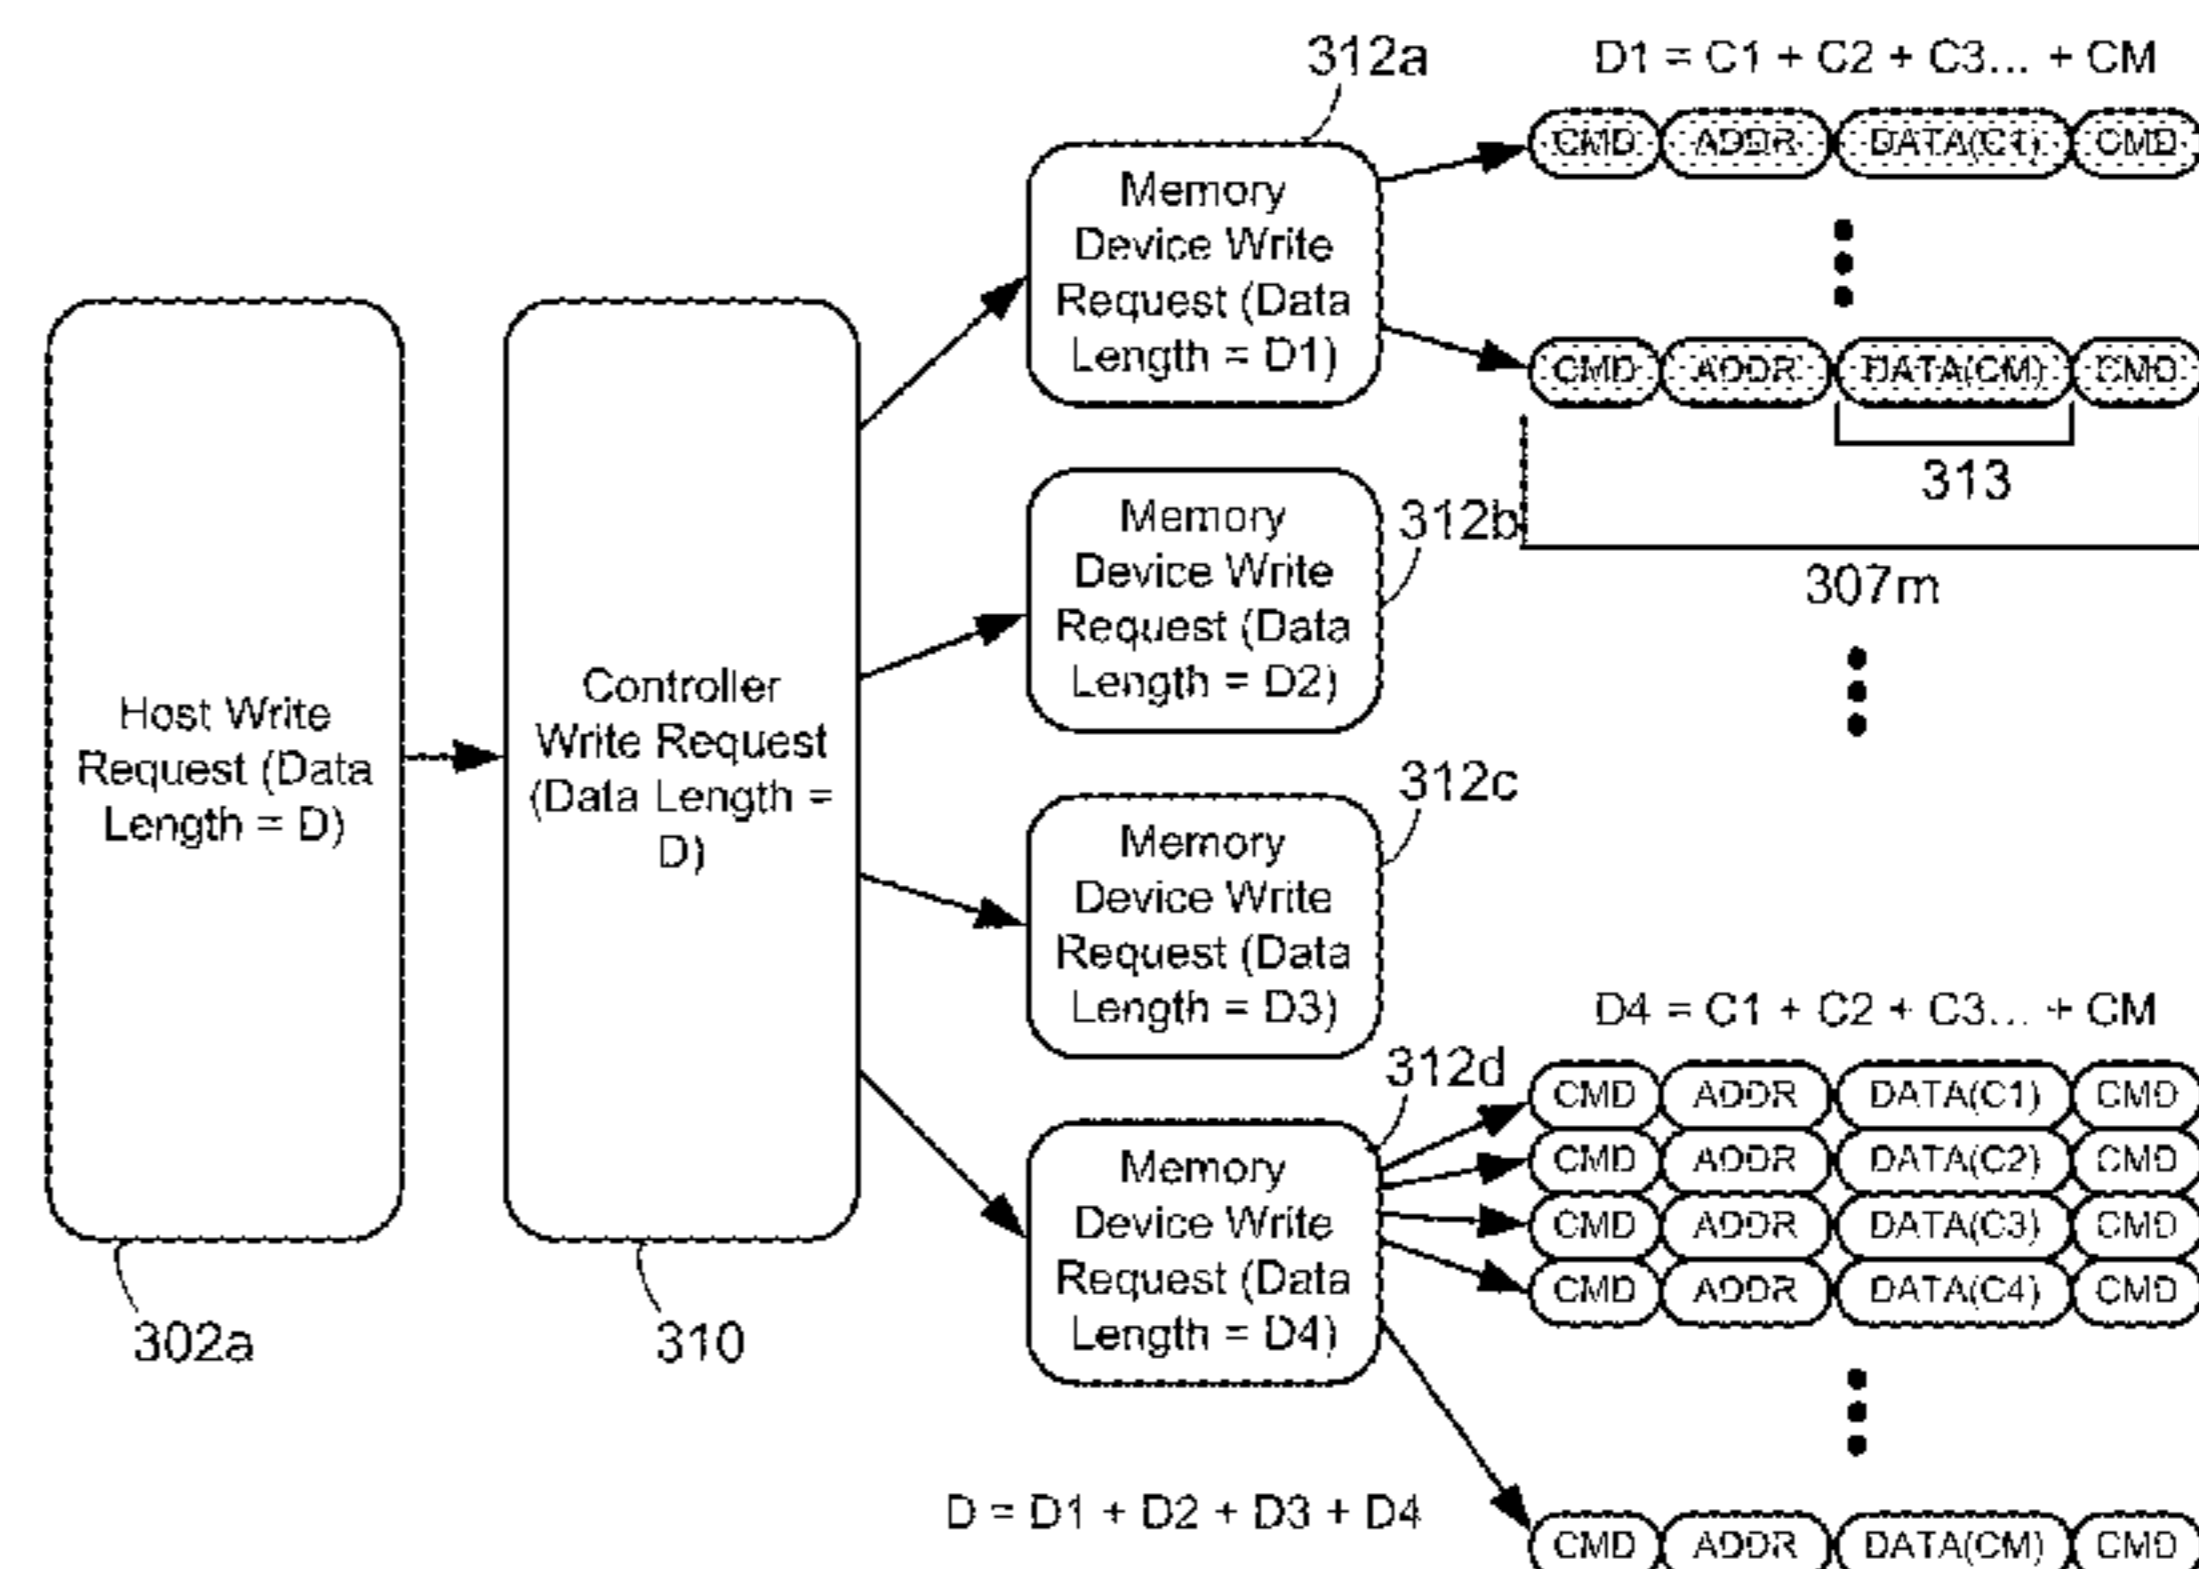 312a
D1 = C1 + C2 + C3... + CM
CMD ADDR DATA(C1) CMD
Memory
Device Write
Request (Data
Length = D1)
CMD ADDR DATA(CM) CMD
313
307m
Memory
Device Write
Request (Data
Length = D2)
312b
Host Write
Request (Data
Length = D)
302a
Controller
Write Request
(Data Length =
D)
310
312c
Memory
Device Write
Request (Data
Length = D3)
D4 = C1 + C2 + C3... + CM
312d
Memory
Device Write
Request (Data
Length = D4)
CMD ADDR DATA(C1) CMD
CMD ADDR DATA(C2) CMD
CMD ADDR DATA(C3) CMD
CMD ADDR DATA(C4) CMD
CMD ADDR DATA(CM) CMD
D = D1 + D2 + D3 + D4